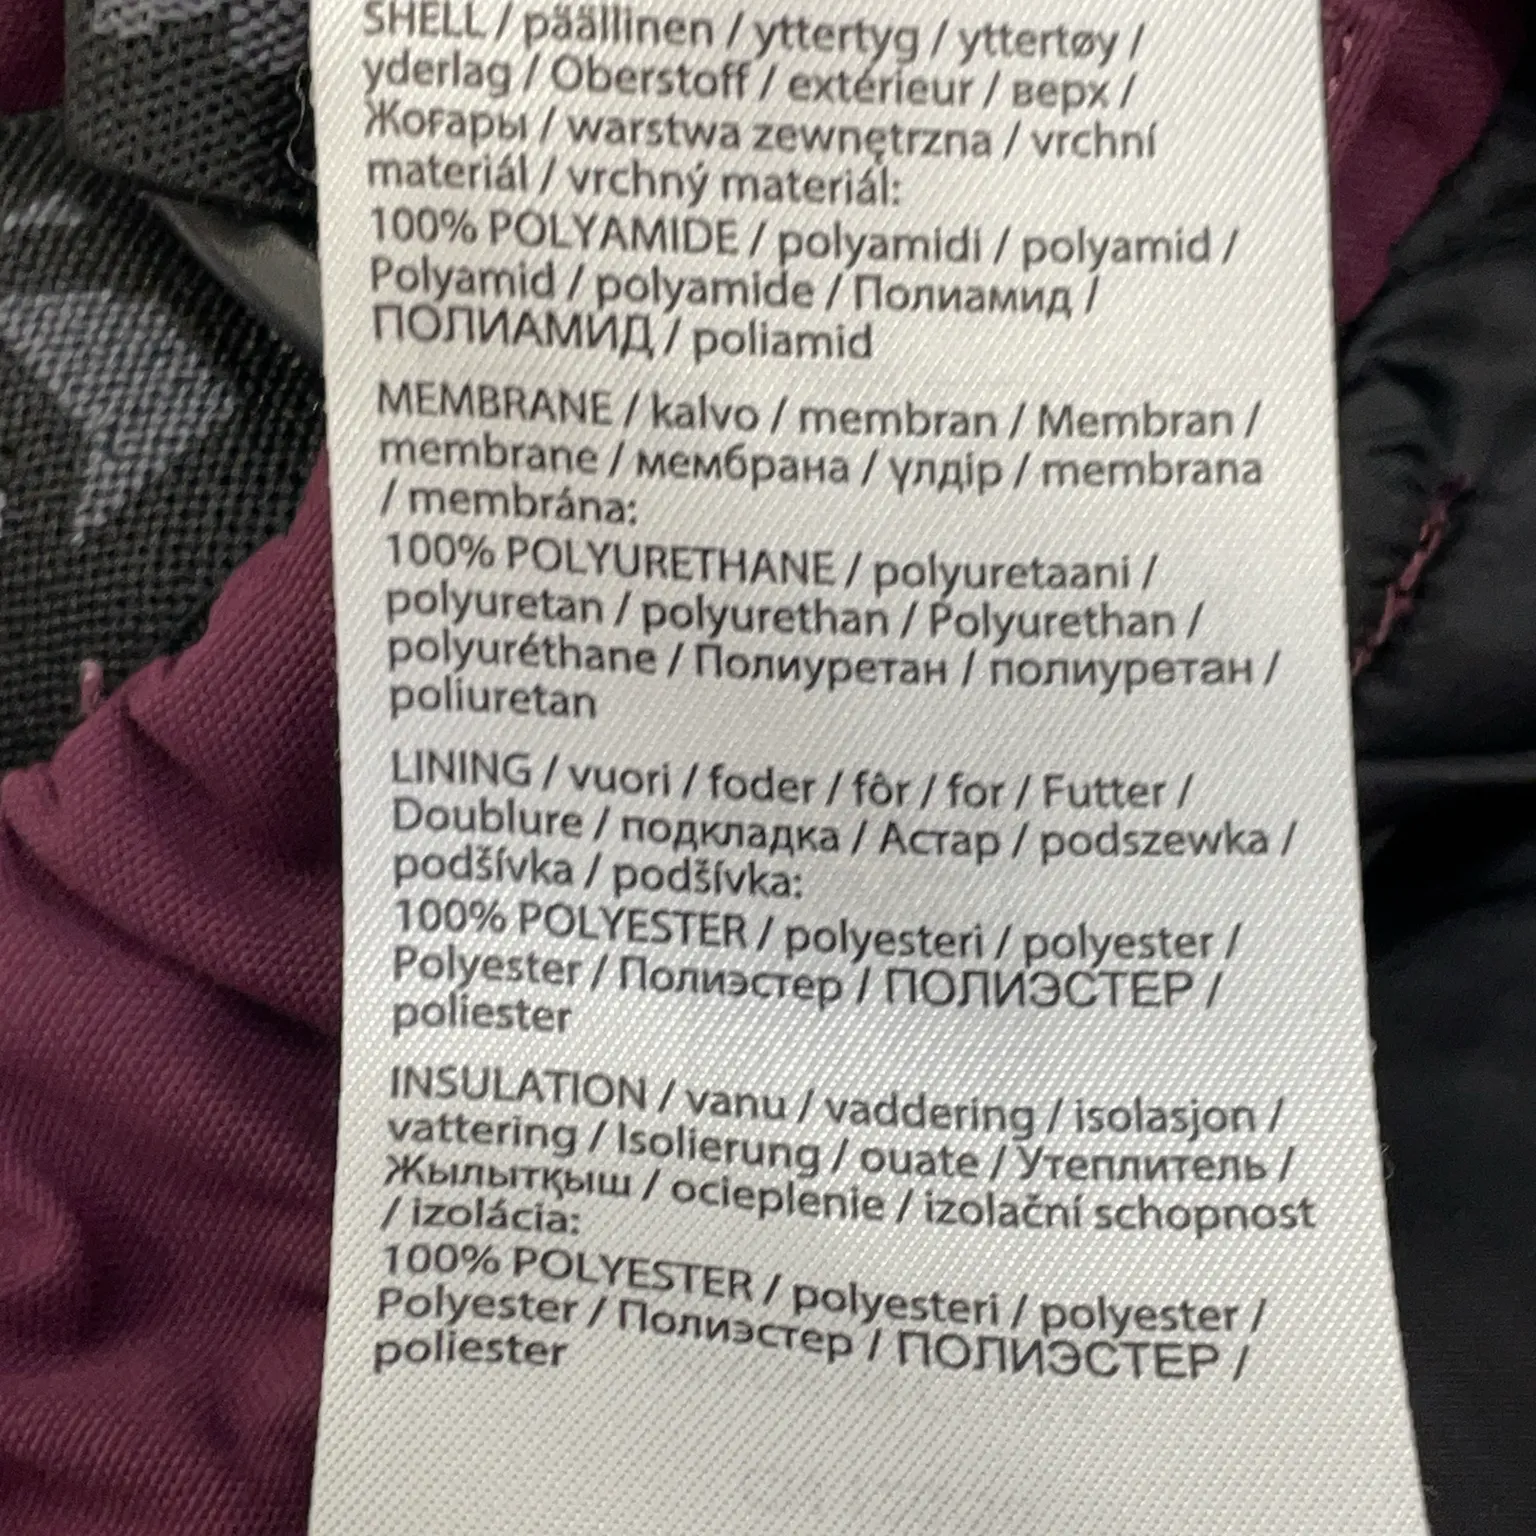 SHELL / päällinen / yttertyg / yttertøy /
yderlag / Oberstoff / extérieur / верх /
Жоғары / warstwa zewnętrzna / vrchní
materiál / vrchný materiál:
100% POLYAMIDE / polyamidi / polyamid /
Polyamid / polyamide / Полиамид /
ПОЛИАМИД / poliamid
MEMBRANE / kalvo / membran / Membran /
membrane / мембрана / үлдір / membrana
/ membrána:
100% POLYURETHANE / polyuretaani /
polyuretan / polyurethan / Polyurethan /
polyuréthane / Полиуретан / полиуретан /
poliuretan
LINING / vuori / foder / fôr / for / Futter /
Doublure / подкладка / Астар / podszewka /
podšívka / podšívka:
100% POLYESTER / polyesteri / polyester /
Polyester / Полиэстер / ПОЛИЭСТЕР /
poliester
INSULATION / vanu / vaddering / isolasjon /
vattering / Isolierung / ouate / Утеплитель /
Жылытқыш / ocieplenie / izolační schopnost
/ izolácia:
100% POLYESTER / polyesteri / polyester /
Polyester / Полиэстер / ПОЛИЭСТЕР /
poliester